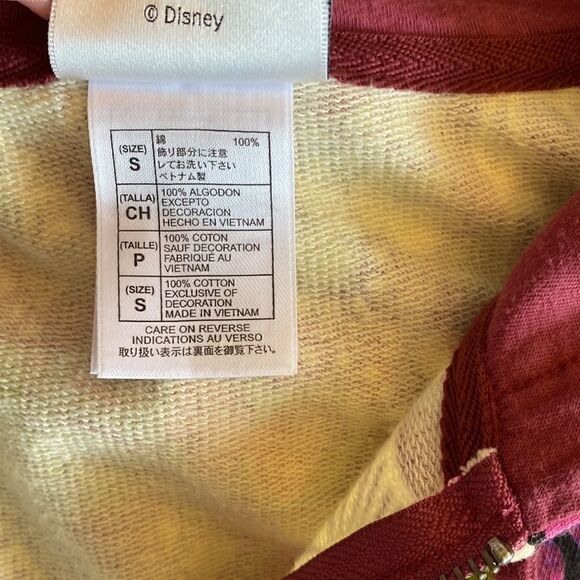 © Disney
(SIZE) S 綿 100%
飾り部分に注意
してお洗い下さい
ベトナム製
(TALLA) CH 100% ALGODON
EXCEPTO
DECORACION
HECHO EN VIETNAM
(TAILLE) P 100% COTON
SAUF DECORATION
FABRIQUÉ AU
VIETNAM
(SIZE) S 100% COTTON
EXCLUSIVE OF
DECORATION
MADE IN VIETNAM
CARE ON REVERSE
INDICATIONS AU VERSO
取り扱い表示は裏面を御覧下さい。